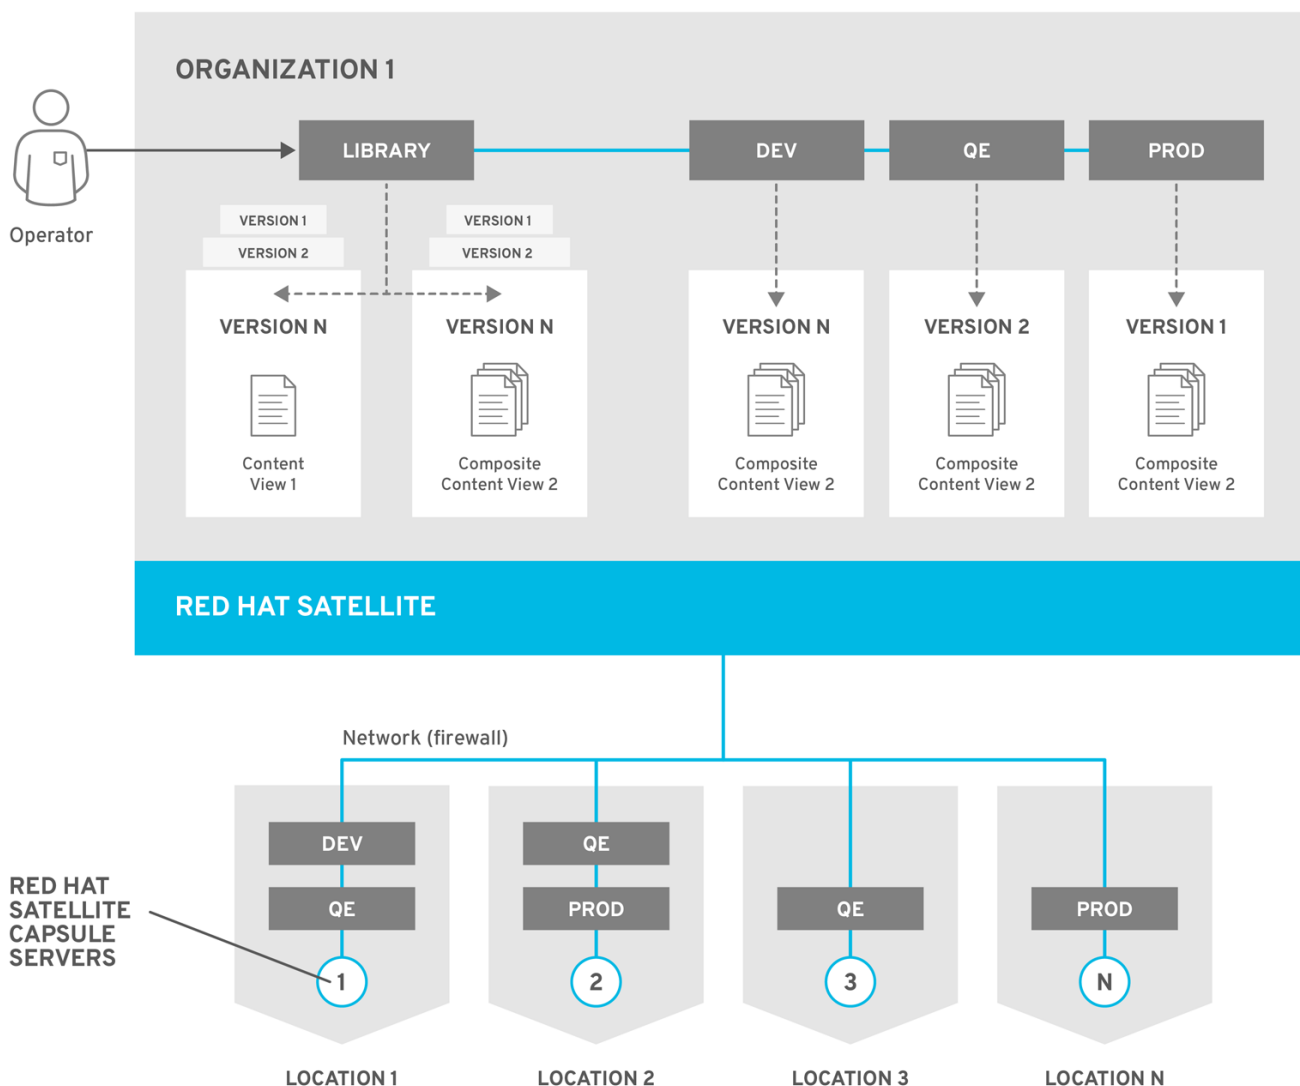 ORGANIZATION 1
Operator
LIBRARY
DEV
QE
PROD
VERSION 1
VERSION 2
VERSION N
Content
View 1
VERSION 1
VERSION 2
VERSION N
Composite
Content View 2
VERSION N
Composite
Content View 2
VERSION 2
Composite
Content View 2
VERSION 1
Composite
Content View 2
RED HAT SATELLITE
Network (firewall)
RED HAT
SATELLITE
CAPSULE
SERVERS
DEV
QE
1
LOCATION 1
QE
PROD
2
LOCATION 2
QE
3
LOCATION 3
PROD
N
LOCATION N